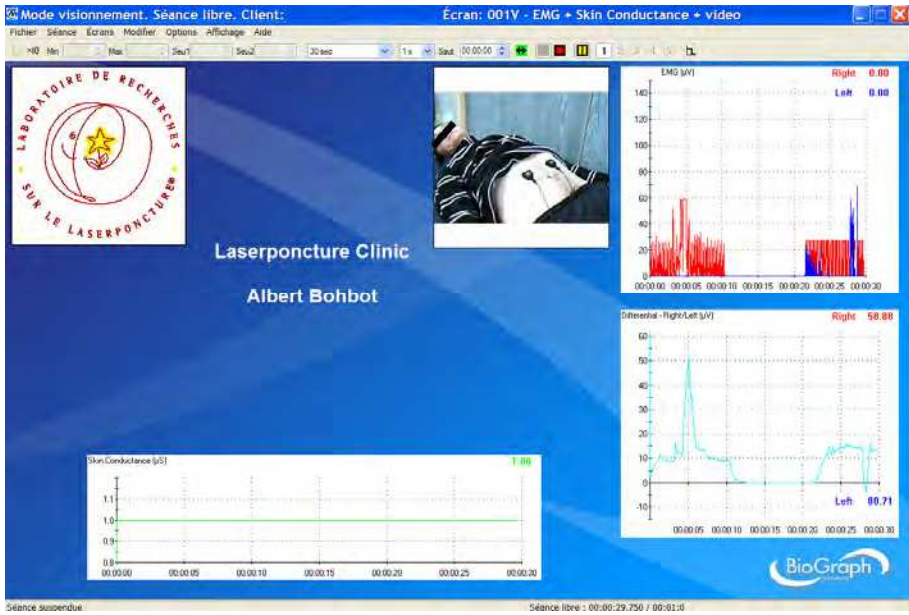 Mode visionnement. Séance libre. Client: Écran: 001V - EMG + Skin Conductance + video
Fichier Séance Écrans Modifier Options Affichage Aide
Min Max Seui1 Seui2 30 sec 1 x Saut 00:00:00 1
LABORATOIRE DE RECHERCHES
SUR LE LASERPONCTURE®
Laserponcture Clinic
Albert Bohbot
EMG (µV) Right 0.00
Left 0.00
140
120
100
80
60
40
20
0
00:00:00 00:00:05 00:00:10 00:00:15 00:00:20 00:00:25 00:00:30
Differential - Right/Left (µV) Right 58.88
60
50
40
30
20
10
0
Left 80.71
-10
00:00:05 00:00:10 00:00:15 00:00:20 00:00:25 00:00:30
Skin Conductance (µS) 1.00
1.1
1.0
0.9
0.8
00:00:00 00:00:05 00:00:10 00:00:15 00:00:20 00:00:25 00:00:30
BioGraph
Séance suspendue Séance libre : 00:00:29.750 / 00:01:0